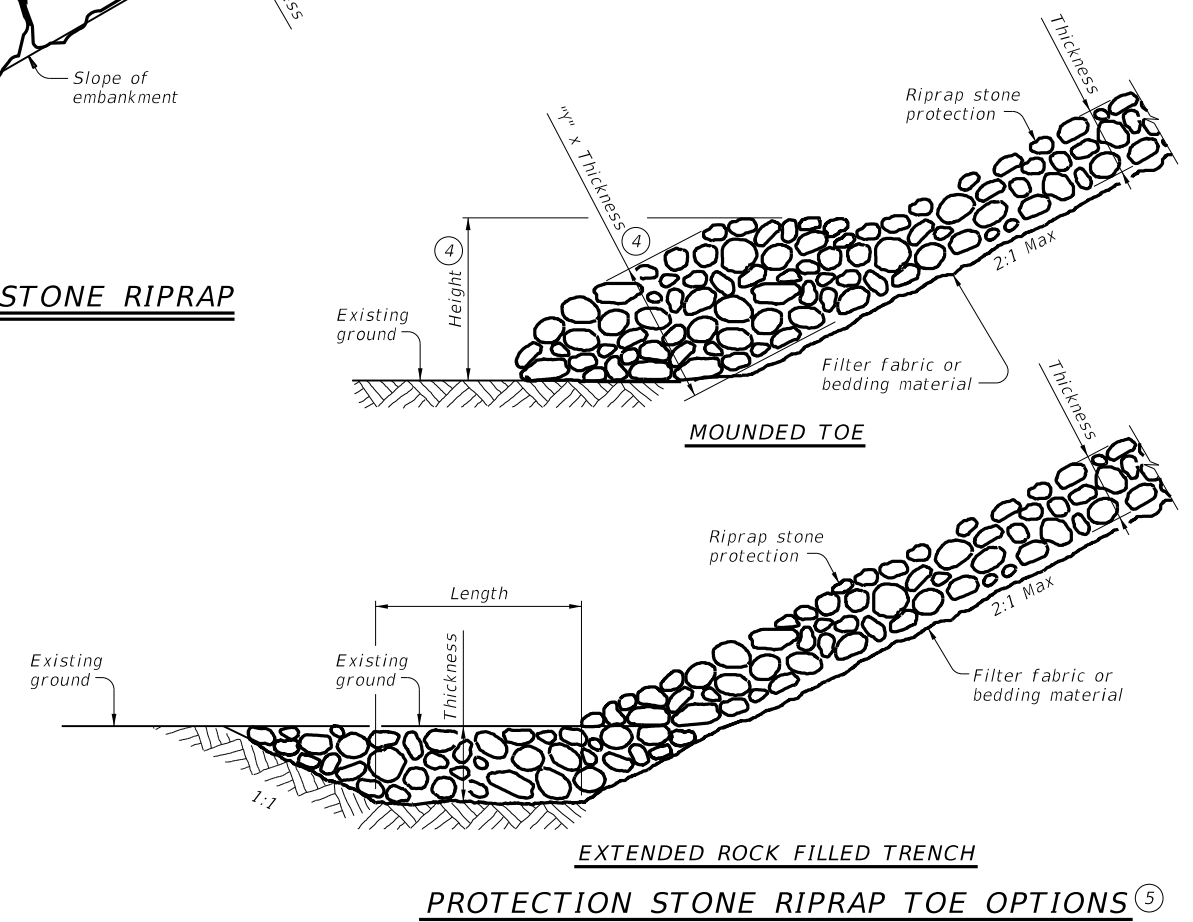 ess
Slope of
embankment
STONE RIPRAP
Thickness
Riprap stone
protection
"Y" x Thickness
4
4
Height
Existing
ground
2:1 Max
Filter fabric or
bedding material
MOUNDED TOE
Thickness
Riprap stone
protection
Length
2:1 Max
Existing
ground
Existing
ground
Thickness
Filter fabric or
bedding material
1:1
EXTENDED ROCK FILLED TRENCH
PROTECTION STONE RIPRAP TOE OPTIONS 5